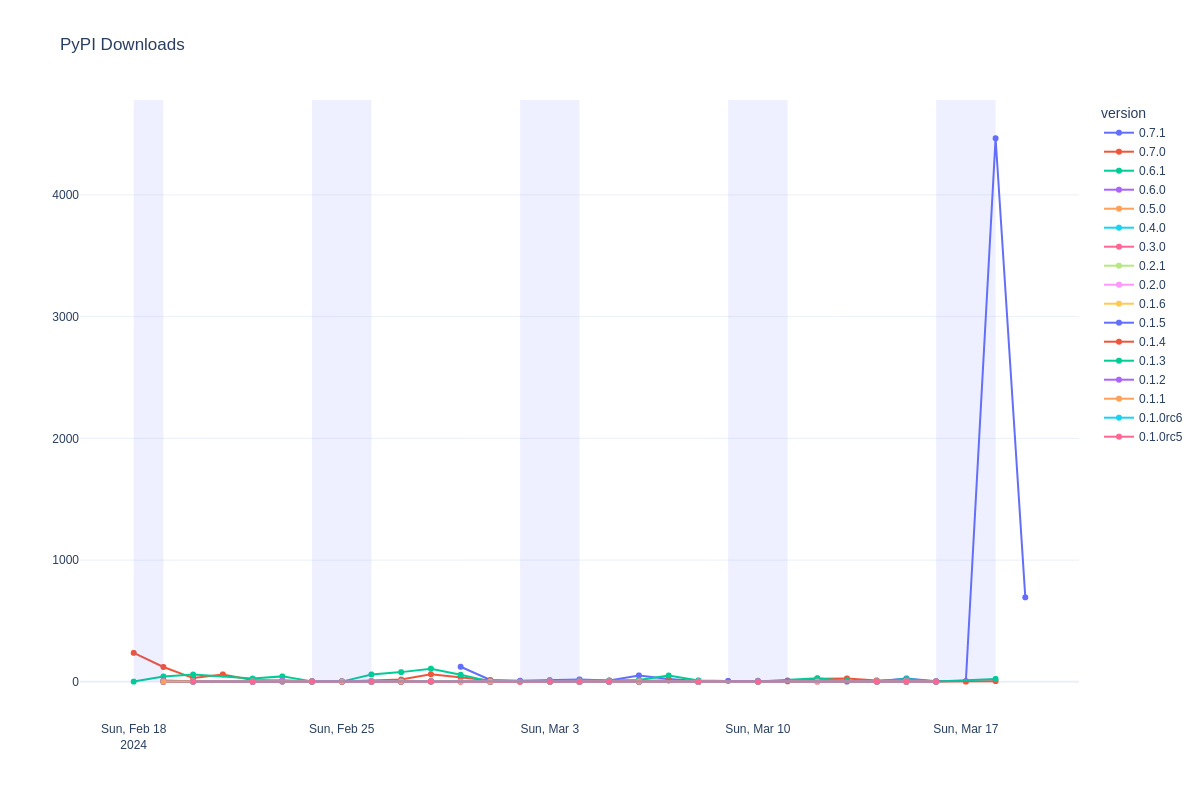 PyPI Downloads
4000
3000
2000
1000
0
Sun, Feb 18
2024
Sun, Feb 25
Sun, Mar 3
Sun, Mar 10
Sun, Mar 17
version
0.7.1
0.7.0
0.6.1
0.6.0
0.5.0
0.4.0
0.3.0
0.2.1
0.2.0
0.1.6
0.1.5
0.1.4
0.1.3
0.1.2
0.1.1
0.1.0rc6
0.1.0rc5